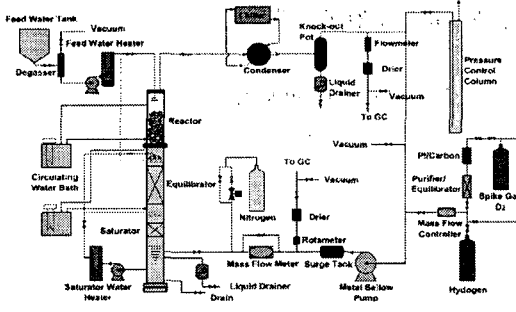 Feed Water Tank
Vacuum
Feed Water Heater
Degasser
Condenser
Knock-out
Pot
Liquid
Drainer
Flowmeter
Drier
Vacuum
To GC
Pressure
Control
Column
Reactor
Circulating
Water Bath
Equilibrator
Nitrogen
To GC
Vacuum
Vacuum
Drier
Rotameter
Pt/Carbon
Purifier/
Equilibrator
Spike Gas
D2
Mass Flow
Controller
Hydogen
Saturator
Mass Flow Meter
Surge Tank
Metal Bellow
Pump
Saturator Water
Heater
Liquid Drainer
Drain